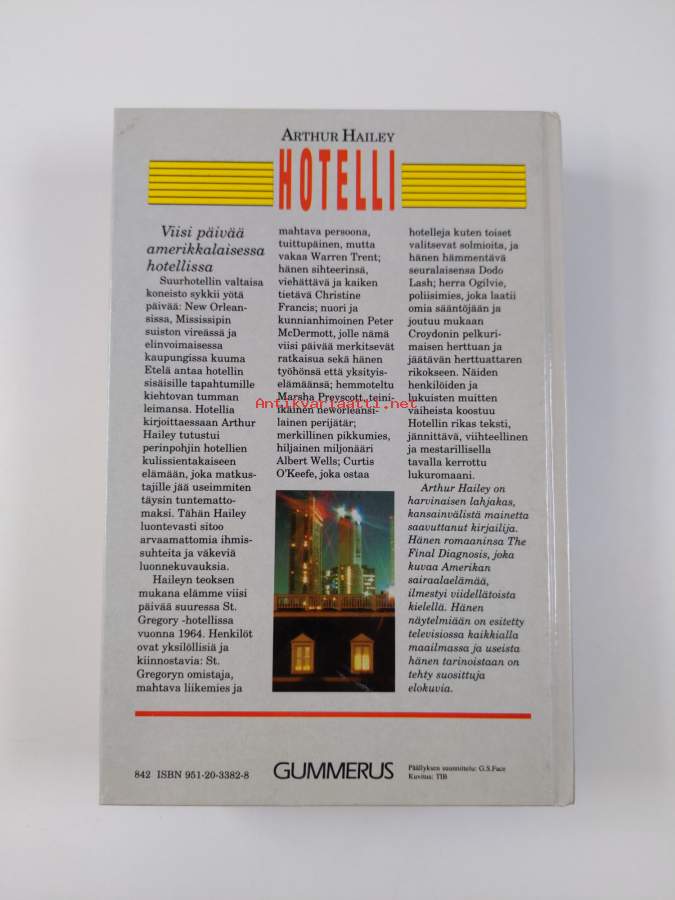 ARTHUR HAILEY
HOTELLI
Viisi päivää
amerikkalaisessa
hotellissa
Suurhotellin valtaisa
koneisto sykkii yötä
päivää: New Orlean-
sissa, Mississipin
suiston vireässä ja
elinvoimaisessa
kaupungissa kuuma
Etelä antaa hotellin
sisäisille tapahtumille
kiehtovan tumman
leimansa. Hotellia
kirjoittaessaan Arthur
Hailey tutustui
perinpohjin hotellien
kulissientakaiseen
elämään, joka matkus-
tajille jää useimmiten
täysin tuntematto-
maksi. Tähän Hailey
luontevasti sitoo
arvaamattomia ihmis-
suhteita ja väkeviä
luonnekuvauksia.
Haileyn teoksen
mukana elämme viisi
päivää suuressa St.
Gregory -hotellissa
vuonna 1964. Henkilöt
ovat yksilöllisiä ja
kiinnostavia: St.
Gregoryn omistaja,
mahtava liikemies ja
mahtava persoona,
tuittupäinen, mutta
vakaa Warren Trent;
hänen sihteerinsä,
viehättävä ja kaiken
tietävä Christine
Francis; nuori ja
kunnianhimoinen Peter
McDermott, jolle nämä
viisi päivää merkitsevät
ratkaisua sekä hänen
työhönsä että yksityis-
elämäänsä; hemmoteltu
Marsha Preyscott, teini-
ikäinen neworleansi-
lainen perijätär;
merkillinen pikkumies,
hiljainen miljonääri
Albert Wells; Curtis
O'Keefe, joka ostaa
hotelleja kuten toiset
valitsevat solmioita, ja
hänen hämmentävä
seuralaisensa Dodo
Lash; herra Ogilvie,
poliisimies, joka laatii
omia sääntöjään ja
joutuu mukaan
Croydonin pelkuri-
maisen herttuan ja
jäätävän herttuattaren
rikokseen. Näiden
henkilöiden ja
lukuisten muitten
vaiheista koostuu
Hotellin rikas teksti,
jännittävä, viihteellinen
ja mestarillisella
tavalla kerrottu
lukuromaani.
Arthur Hailey on
harvinaisen lahjakas,
kansainvälistä mainetta
saavuttanut kirjailija.
Hänen romaaninsa The
Final Diagnosis, joka
kuvaa Amerikan
sairaalaelämää,
ilmestyi viidellätoista
kielellä. Hänen
näytelmiään on esitetty
televisiossa kaikkialla
maailmassa ja useista
hänen tarinoistaan on
tehty suosittuja
elokuvia.
Antikvariaatti.net
842 ISBN 951-20-3382-8
GUMMERUS
Päällyksen suunnittelu: G.S.Face
Kuvitus: TIB